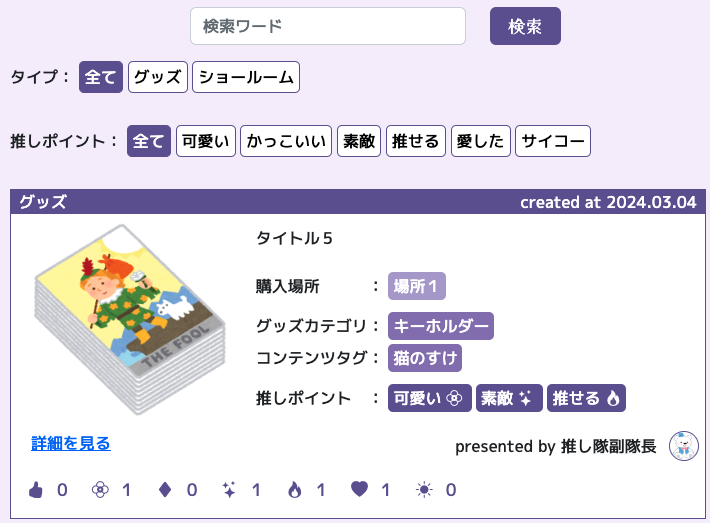 検索ワード 検索
タイプ： 全て グッズ ショールーム
推しポイント： 全て 可愛い かっこいい 素敵 推せる 愛した サイコー
グッズ created at 2024.03.04
タイトル５
購入場所 ： 場所１
グッズカテゴリ： キーホルダー
コンテンツタグ： 猫のすけ
推しポイント ： 可愛い 素敵 推せる
THE FOOL
詳細を見る presented by 推し隊副隊長
0 1 0 1 1 1 0